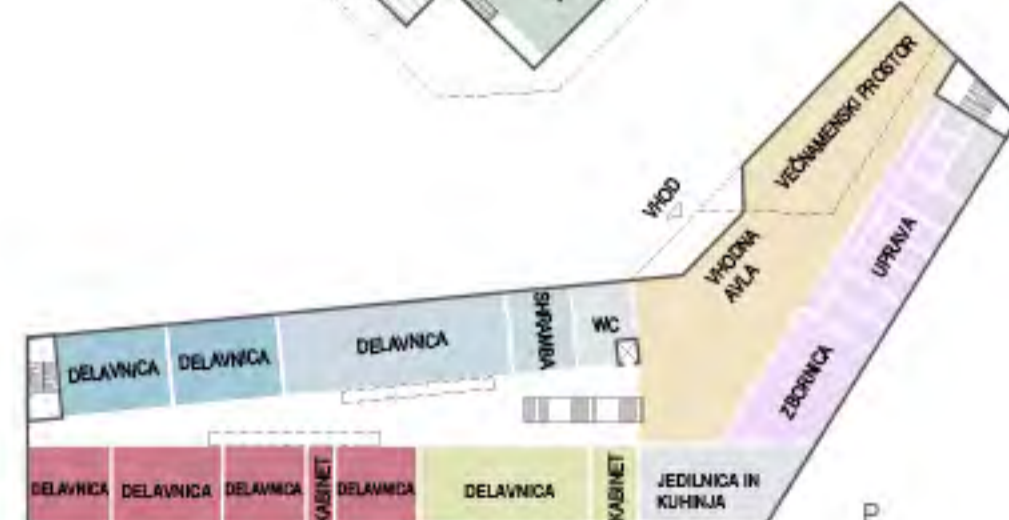 VEČNAMENSKI PROSTOR
VHOD
VHODNA
AVLA
UPRAVA
SHRAMBA
WC
DELAVNICA
DELAVNICA
DELAVNICA
ZBORNICA
DELAVNICA
DELAVNICA
DELAVNICA
KABINET
DELAVNICA
DELAVNICA
KABINET
JEDILNICA IN
KUHINJA
P